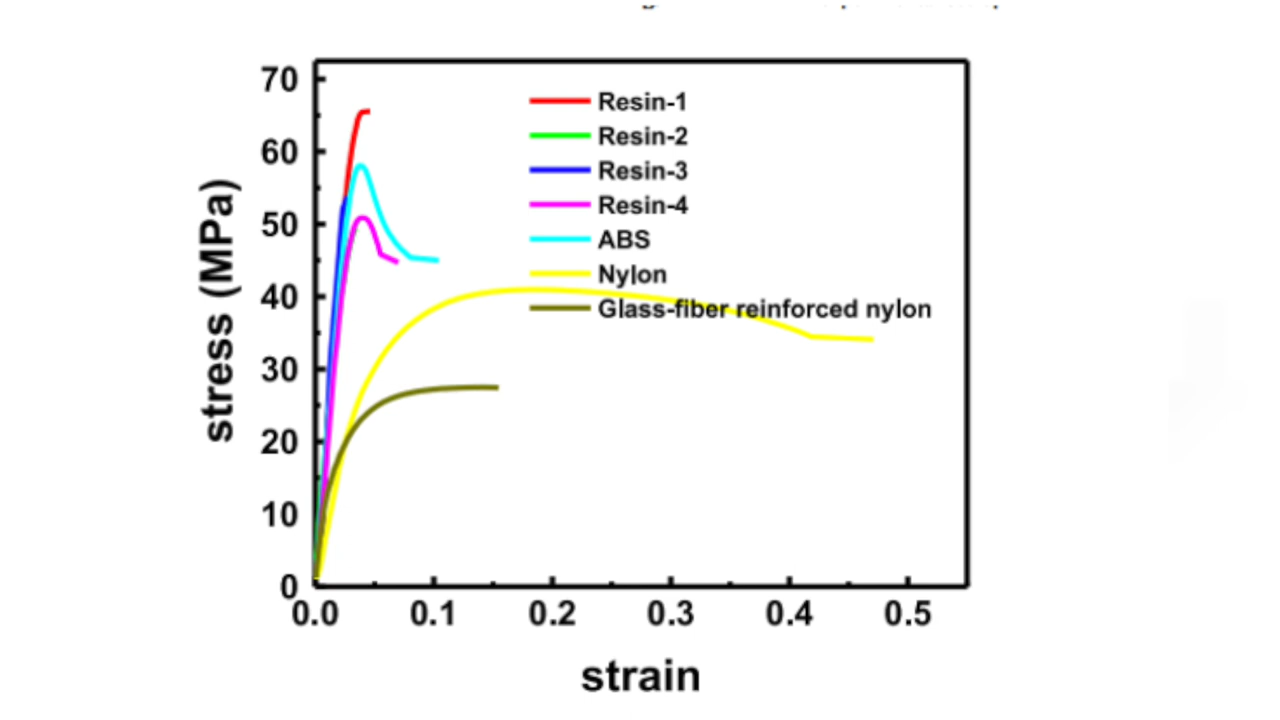 70
60
50
40
30
20
10
0
stress (MPa)
Resin-1
Resin-2
Resin-3
Resin-4
ABS
Nylon
Glass-fiber reinforced nylon
0.0 0.1 0.2 0.3 0.4 0.5
strain